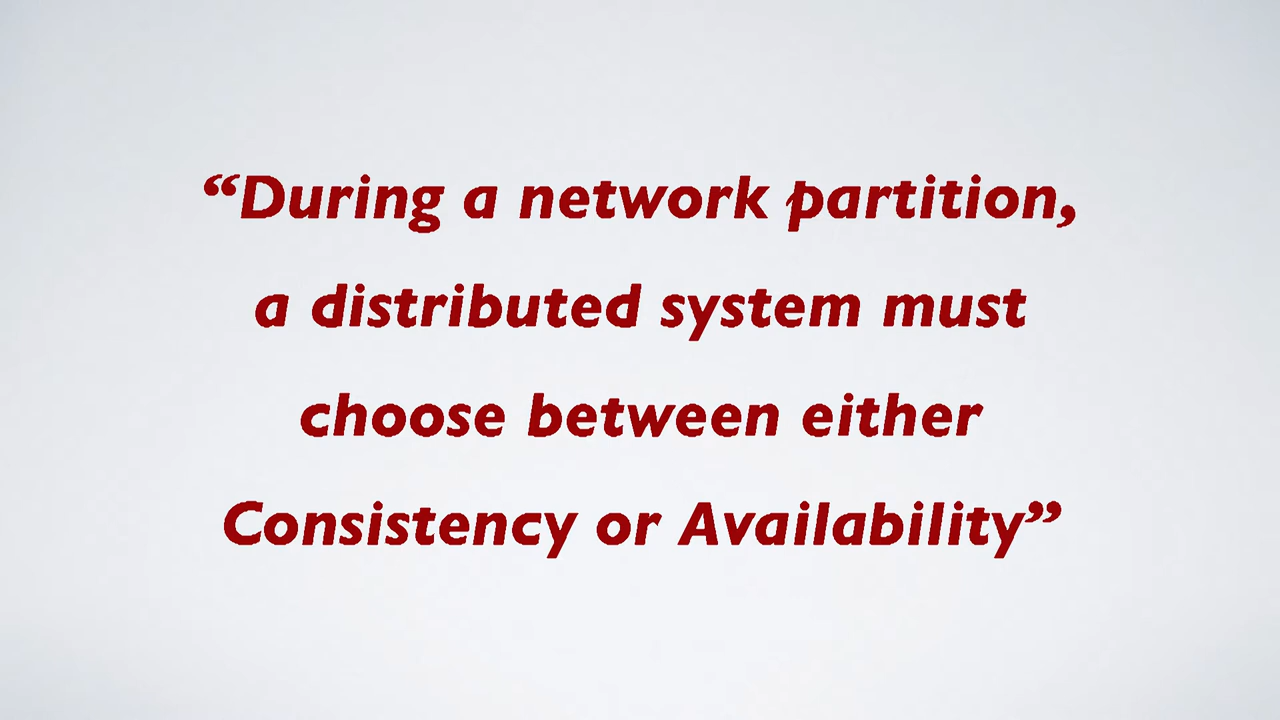 “During a network partition,
a distributed system must
choose between either
Consistency or Availability”